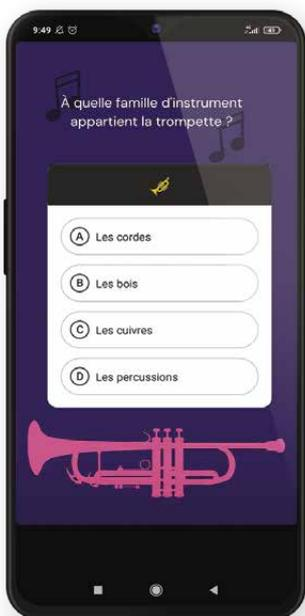 9:49
À quelle famille d'instrument
appartient la trompette ?
A Les cordes
B Les bois
C Les cuivres
D Les percussions